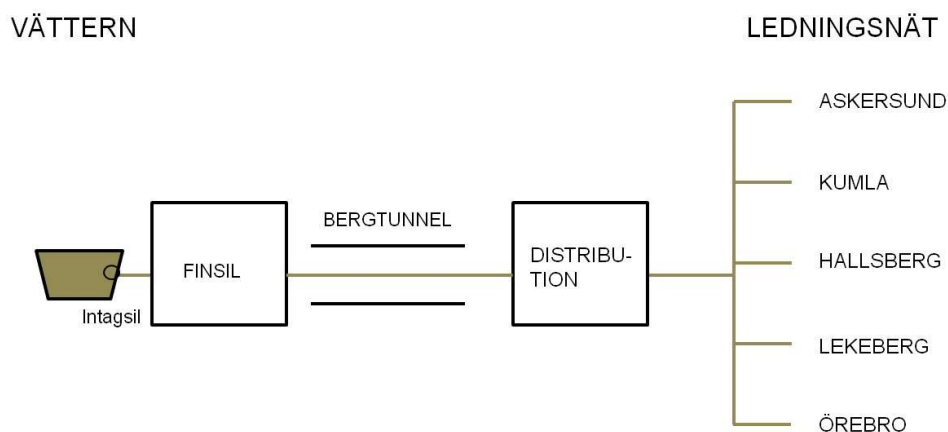 VÄTTERN
LEDNINGSNÄT
ASKERSUND
KUMLA
BERGTUNNEL
FINSIL
DISTRIBU-
TION
HALLSBERG
Intagsil
LEKEBERG
ÖREBRO